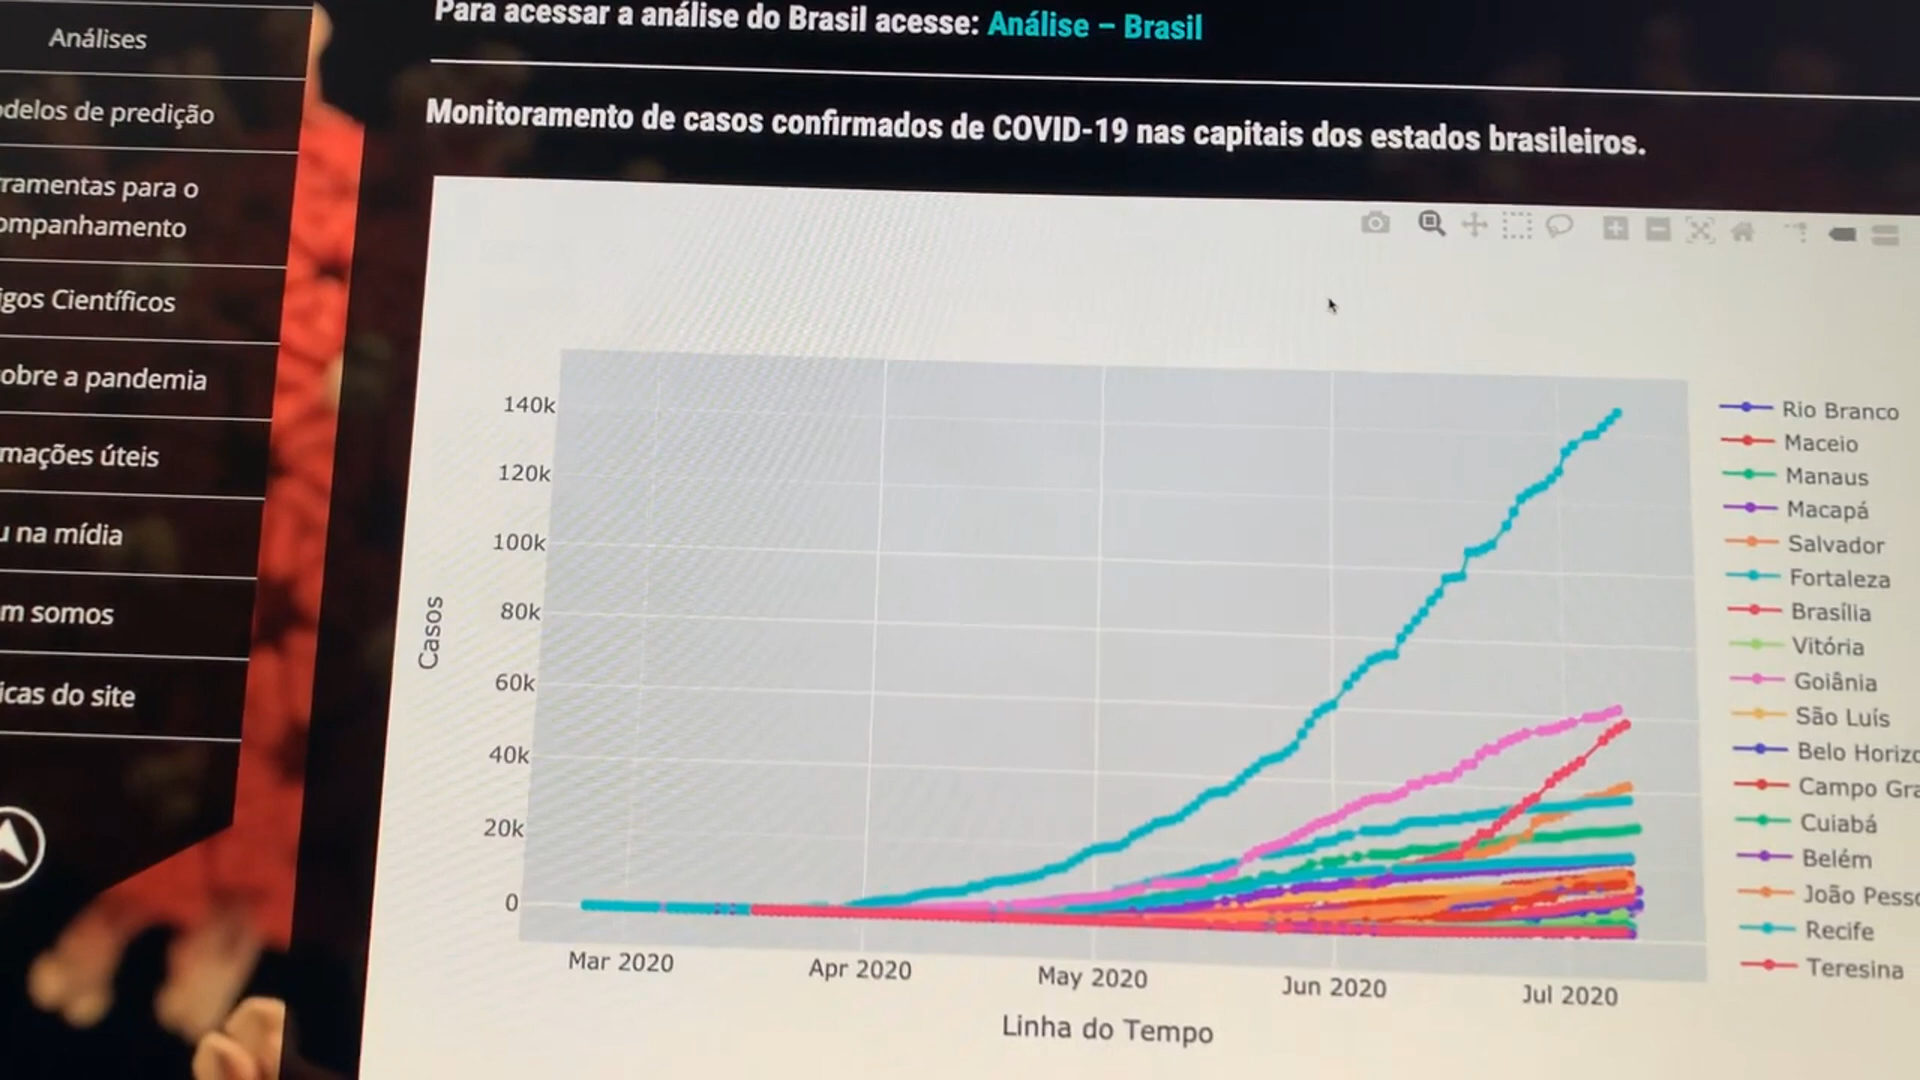 Para acessar a análise do Brasil acesse: Análise – Brasil
Monitoramento de casos confirmados de COVID-19 nas capitais dos estados brasileiros.
Análises
delos de predição
ramentas para o
ompanhamento
igos Científicos
obre a pandemia
mações úteis
u na mídia
m somos
icas do site
140k
120k
100k
80k
60k
40k
20k
0
Casos
Mar 2020
Apr 2020
May 2020
Jun 2020
Jul 2020
Linha do Tempo
Rio Branco
Maceio
Manaus
Macapá
Salvador
Fortaleza
Brasília
Vitória
Goiânia
São Luís
Belo Horizo
Campo Gra
Cuiabá
Belém
João Pesso
Recife
Teresina